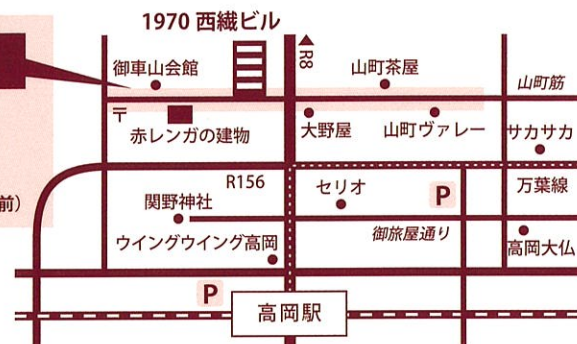 1970 西繊ビル
御車山会館
R8
山町茶屋
山町筋
〒
赤レンガの建物
大野屋
山町ヴァレー
サカサカ
R156
セリオ
P
万葉線
前）
関野神社
御旅屋通り
ウイングウイング高岡
高岡大仏
P
高岡駅